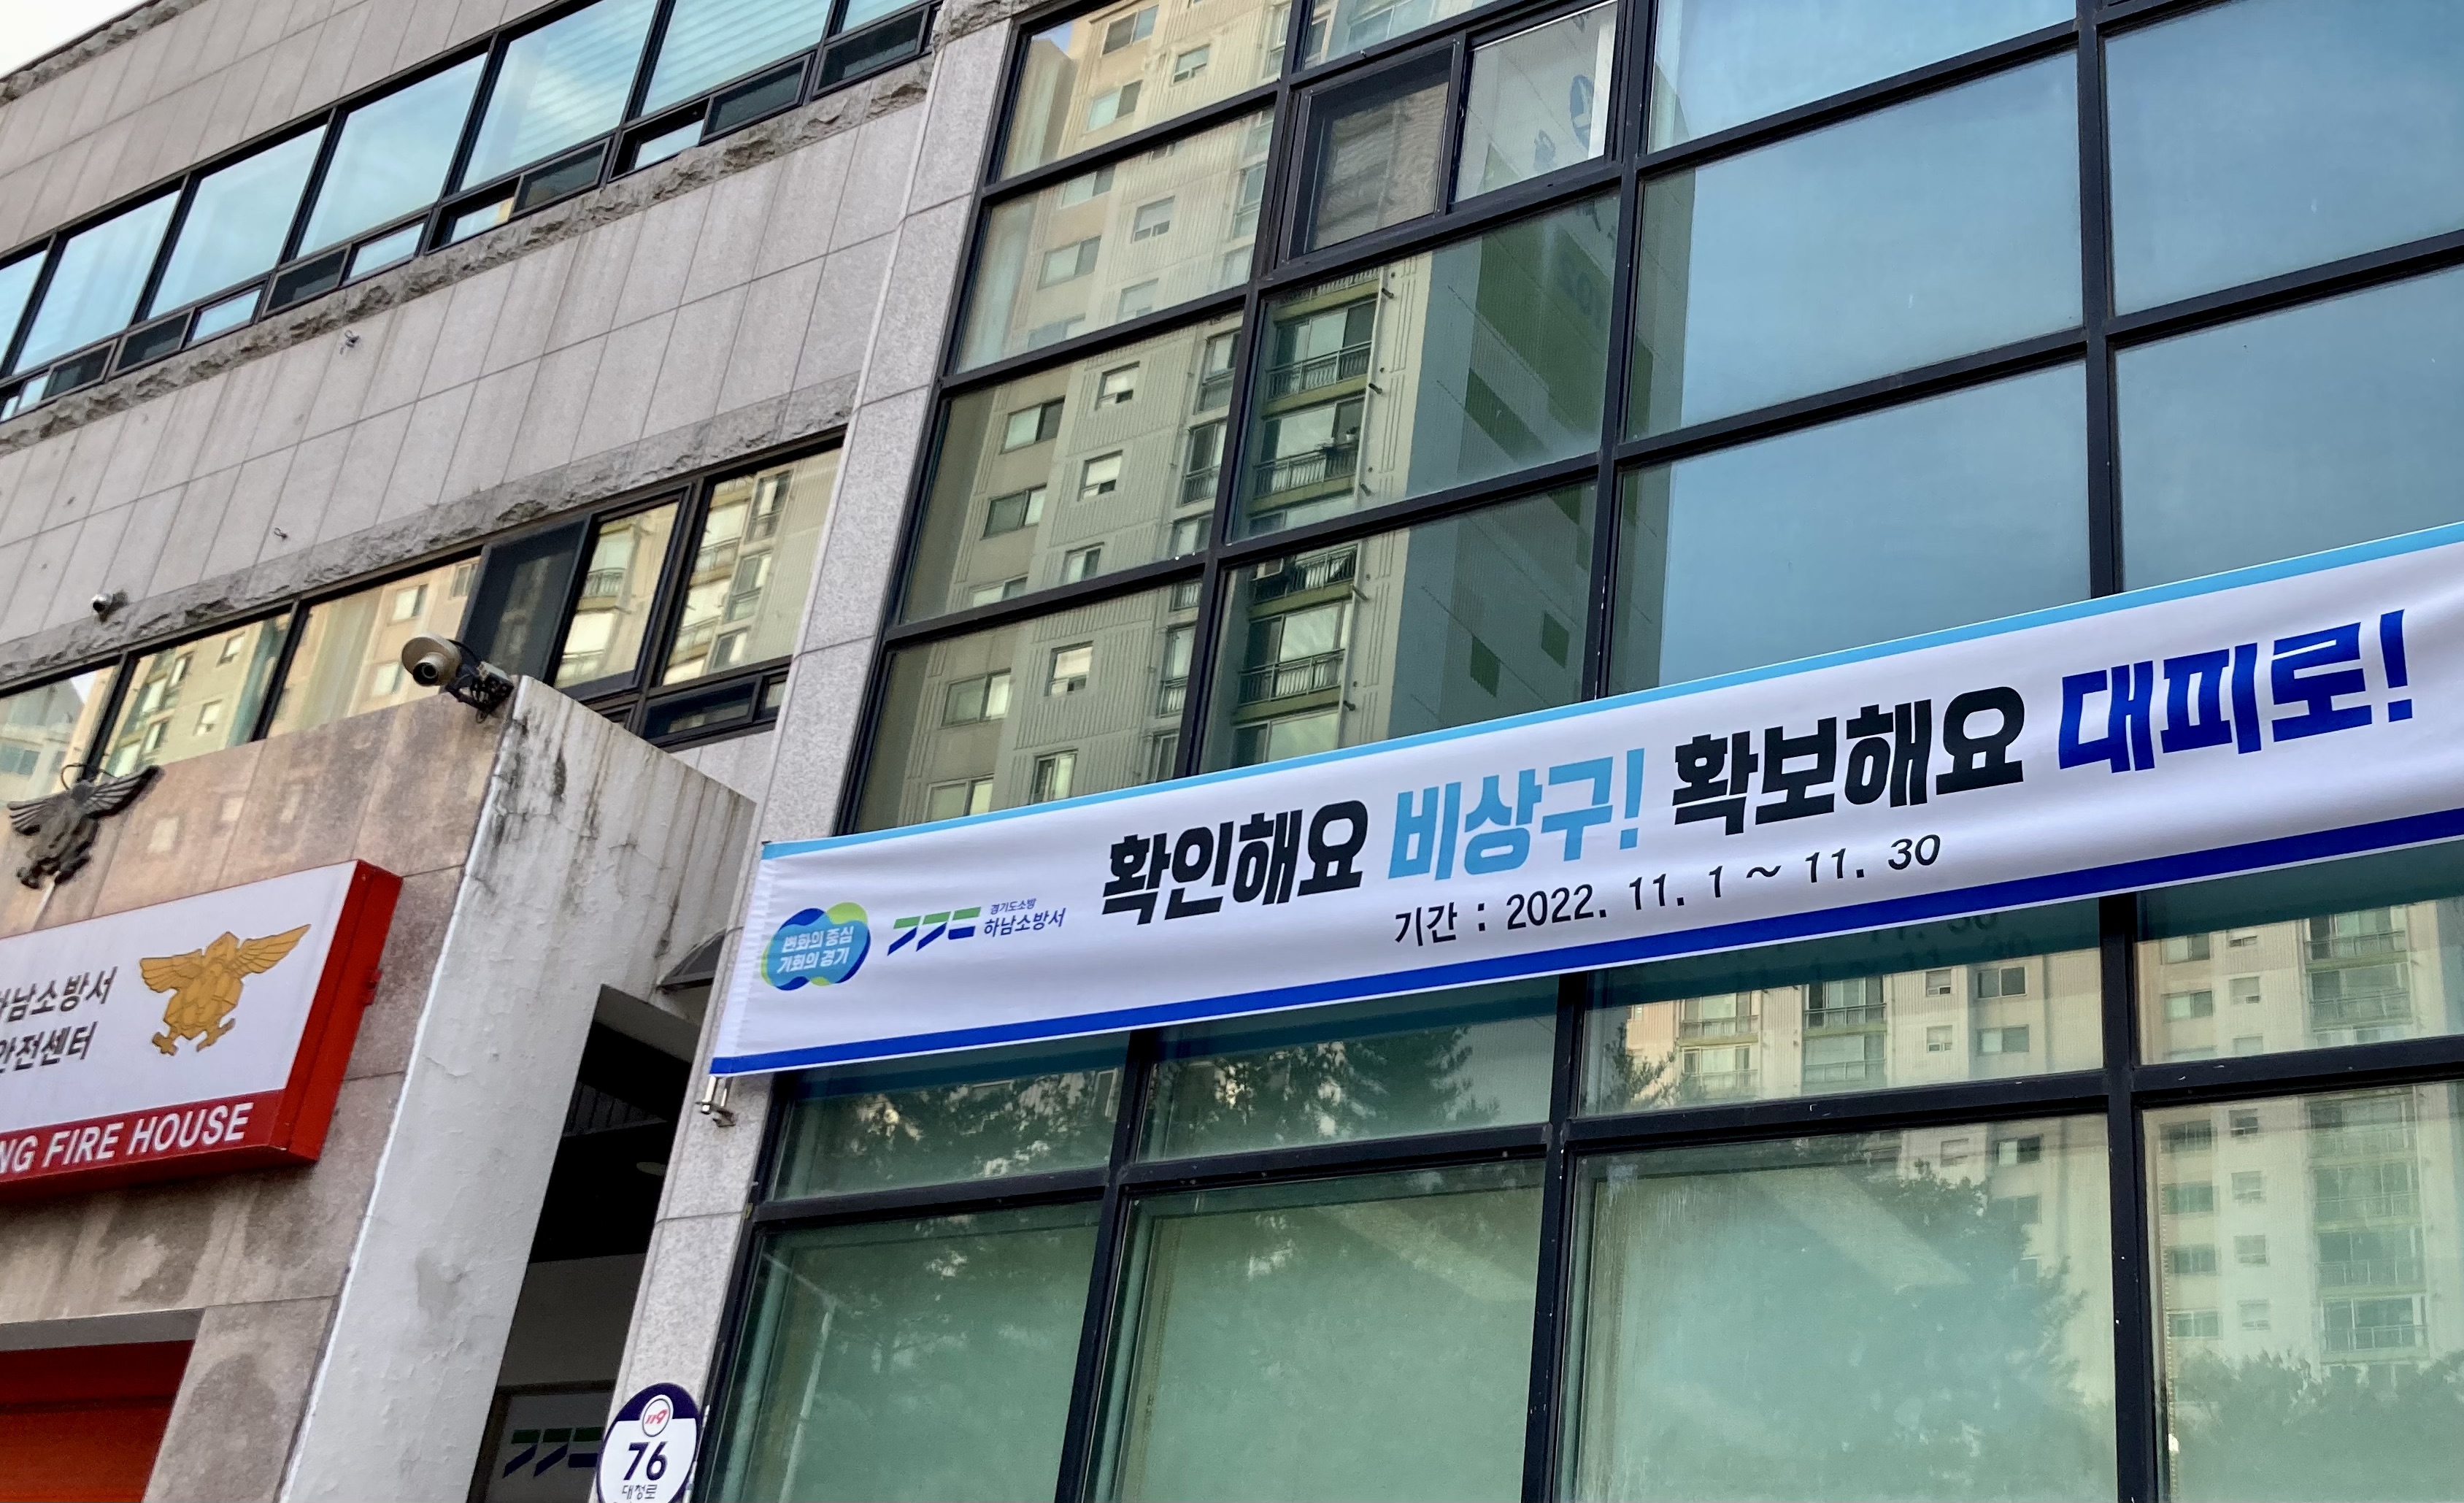 확인해요 비상구! 확보해요 대피로!
기간 : 2022. 11. 1 ~ 11. 30
변화의 중심
기회의 경기
경기도소방
하남소방서
남소방서
안전센터
NG FIRE HOUSE
119
76
대청로